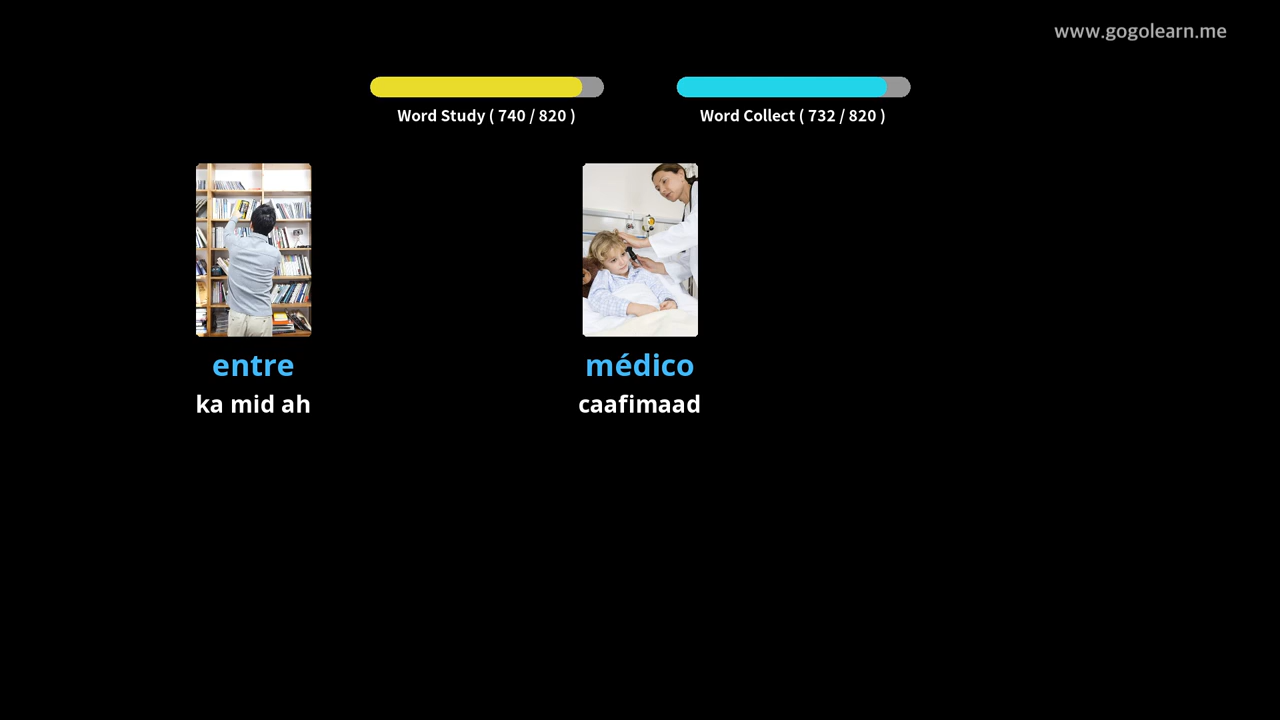 www.gogolearn.me
Word Study ( 740 / 820 )
Word Collect ( 732 / 820 )
entre
médico
ka mid ah
caafimaad